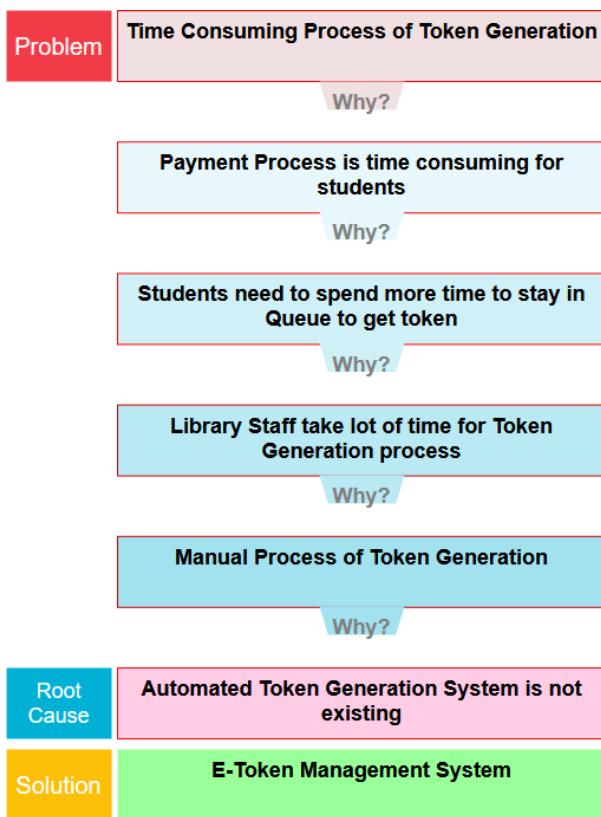 Problem
Time Consuming Process of Token Generation
Why?
Payment Process is time consuming for
students
Why?
Students need to spend more time to stay in
Queue to get token
Why?
Library Staff take lot of time for Token
Generation process
Why?
Manual Process of Token Generation
Why?
Root
Cause
Automated Token Generation System is not
existing
Solution
E-Token Management System